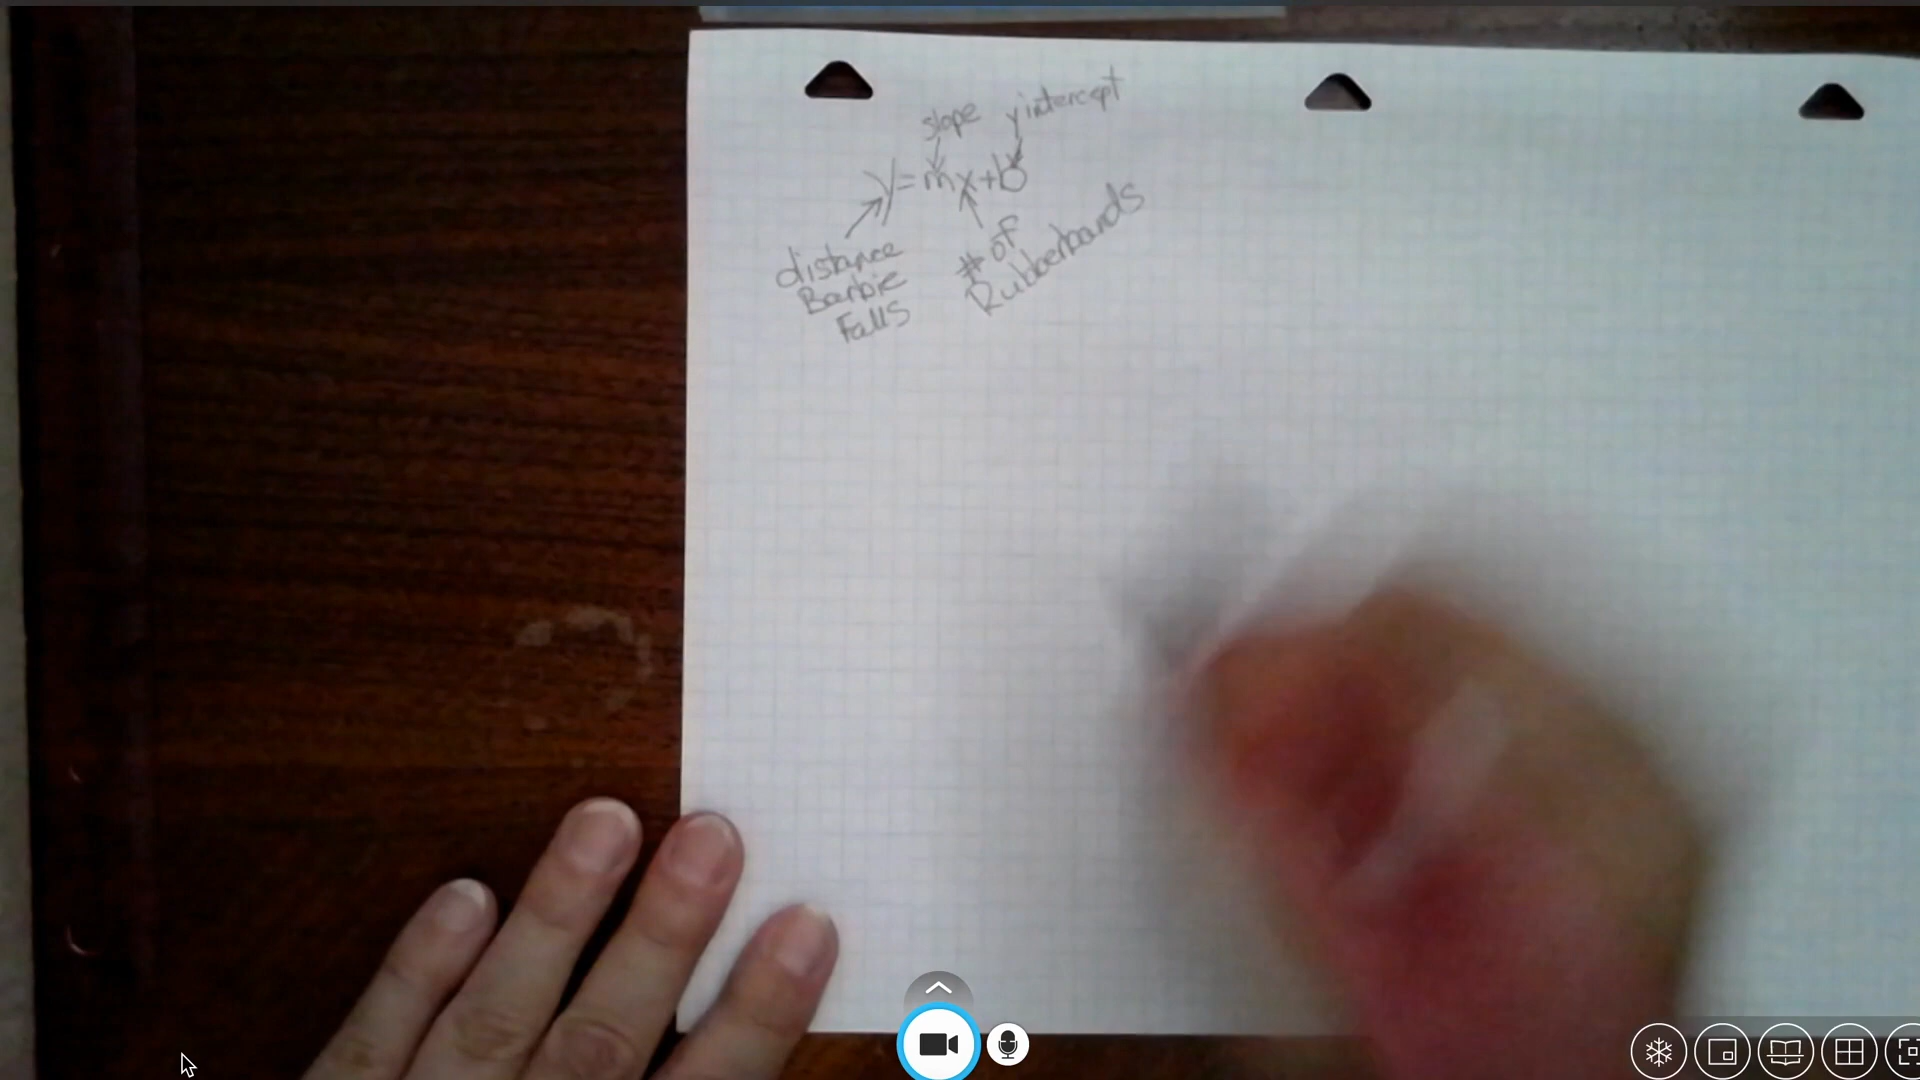 slope y intercept
y=mx+b
distance
Barbie
Falls
# of
Rubberbands